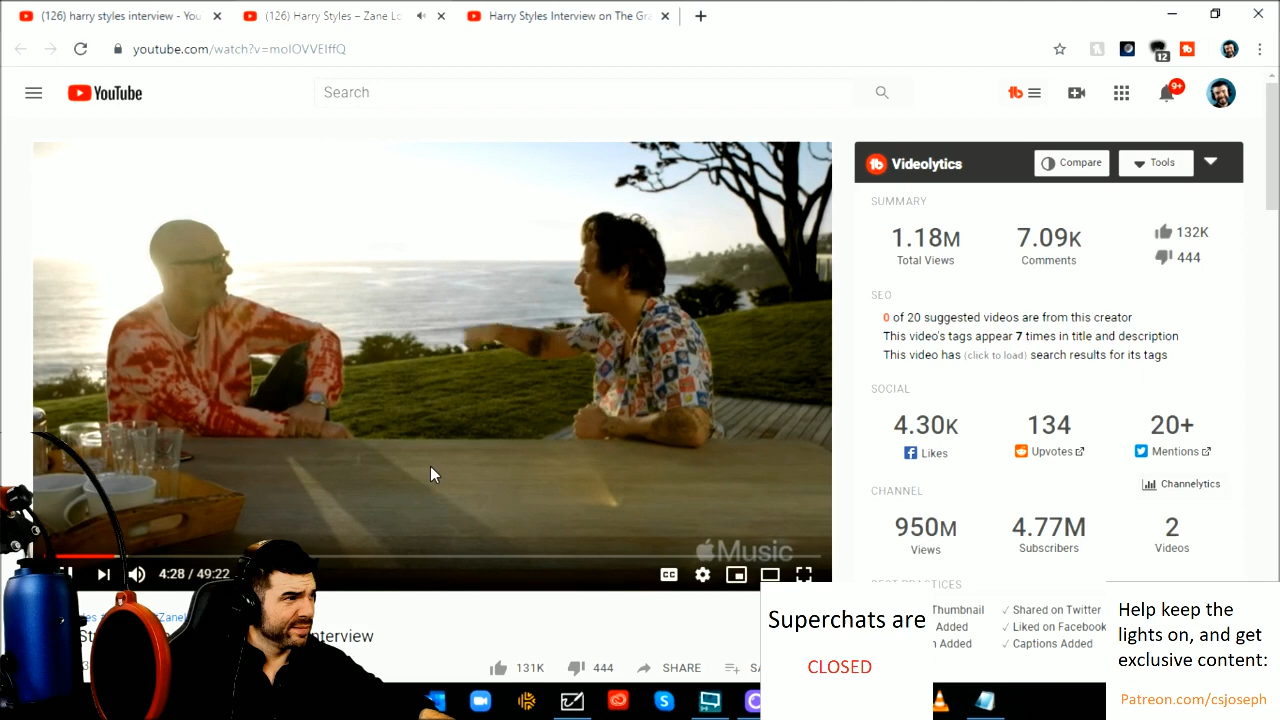 (126) harry styles interview - You
(126) Harry Styles – Zane Lo
Harry Styles Interview on The Gra
youtube.com/watch?v=
12
YouTube
Search
9+
Videolytics
Compare
Tools
SUMMARY
1.18M
7.09K
132K
Total Views
Comments
444
SEO
0 of 20 suggested videos are from this creator
This video's tags appear 7 times in title and description
This video has (click to load) search results for its tags
SOCIAL
4.30K
134
20+
Likes
Upvotes
Mentions
Channelytics
CHANNEL
950M
4.77M
2
Views
Subscribers
Videos
Music
4:28 / 49:22
CC
Thumbnail
Shared on Twitter
Added
Liked on Facebook
Added
Captions Added
nterview
131K
444
SHARE
Superchats are
CLOSED
Help keep the
lights on, and get
exclusive content:
Patreon.com/csjoseph